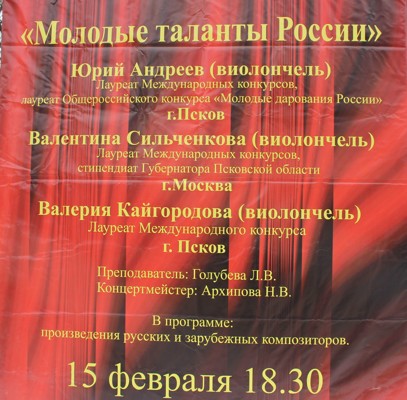 «Молодые таланты России»
Юрий Андреев (виолончель)
Лауреат Международных конкурсов,
лауреат Общероссийского конкурса «Молодые дарования России»
г.Псков
Валентина Сильченкова (виолончель)
Лауреат Международных конкурсов,
стипендиат Губернатора Псковской области
г.Москва
Валерия Кайгородова (виолончель)
Лауреат Международного конкурса
г. Псков
Преподаватель: Голубева Л.В.
Концертмейстер: Архипова Н.В.
В программе:
произведения русских и зарубежных композиторов.
15 февраля 18.30